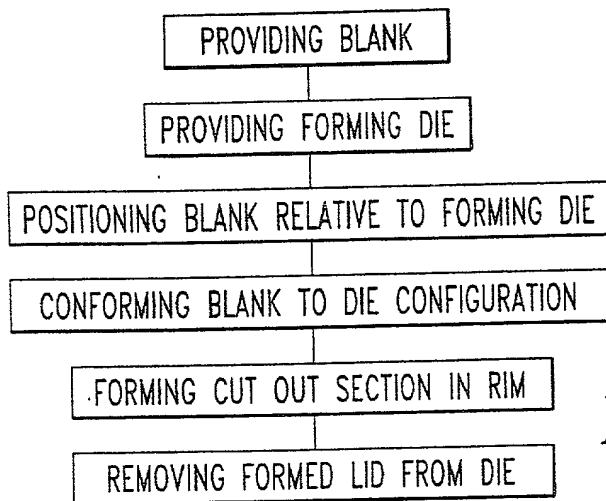 PROVIDING BLANK
PROVIDING FORMING DIE
POSITIONING BLANK RELATIVE TO FORMING DIE
CONFORMING BLANK TO DIE CONFIGURATION
FORMING CUT OUT SECTION IN RIM
REMOVING FORMED LID FROM DIE